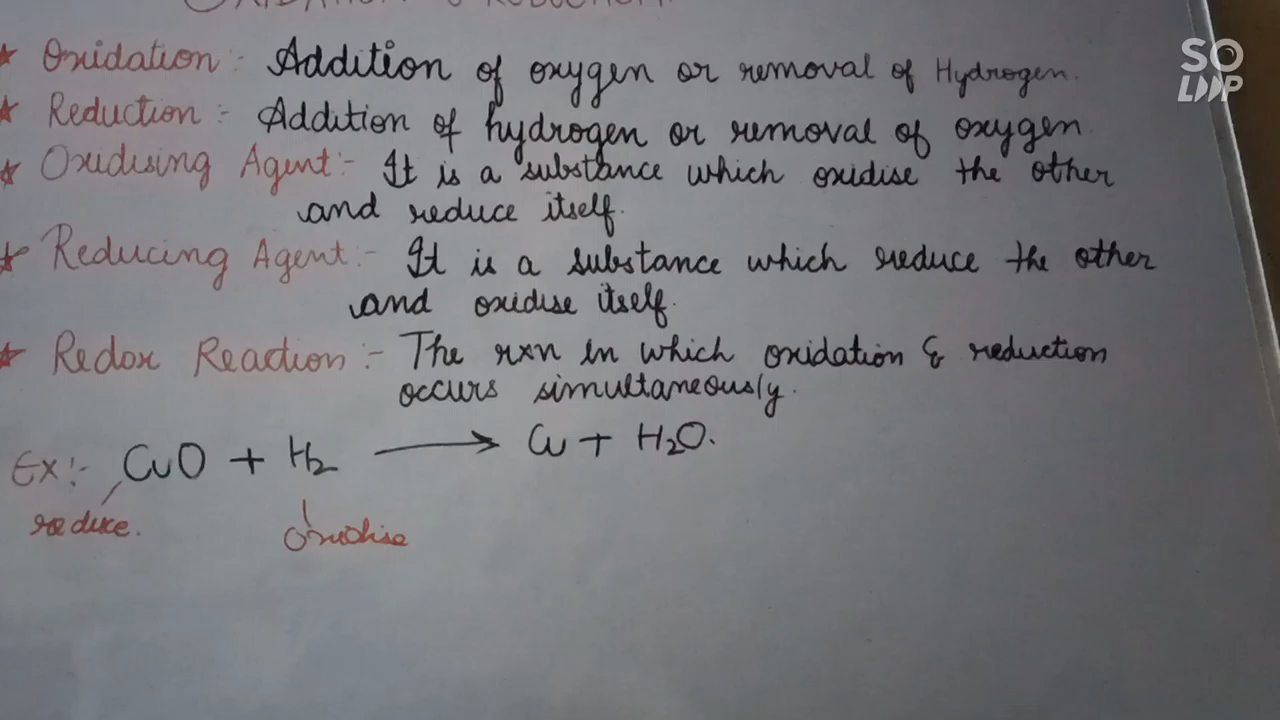 OXIDATION & REDUCTION
★ Oxidation :- Addition of oxygen or removal of Hydrogen.
★ Reduction :- Addition of hydrogen or removal of oxygen
★ Oxidising Agent :- It is a substance which oxidise the other
and reduce itself.
★ Reducing Agent :- It is a substance which reduce the other
and oxidise itself.
★ Redox Reaction :- The rxn in which oxidation & reduction
occurs simultaneously.
Ex:- CuO + H₂ ⟶ Cu + H₂O.
reduce. oxidise
SO
LOOP